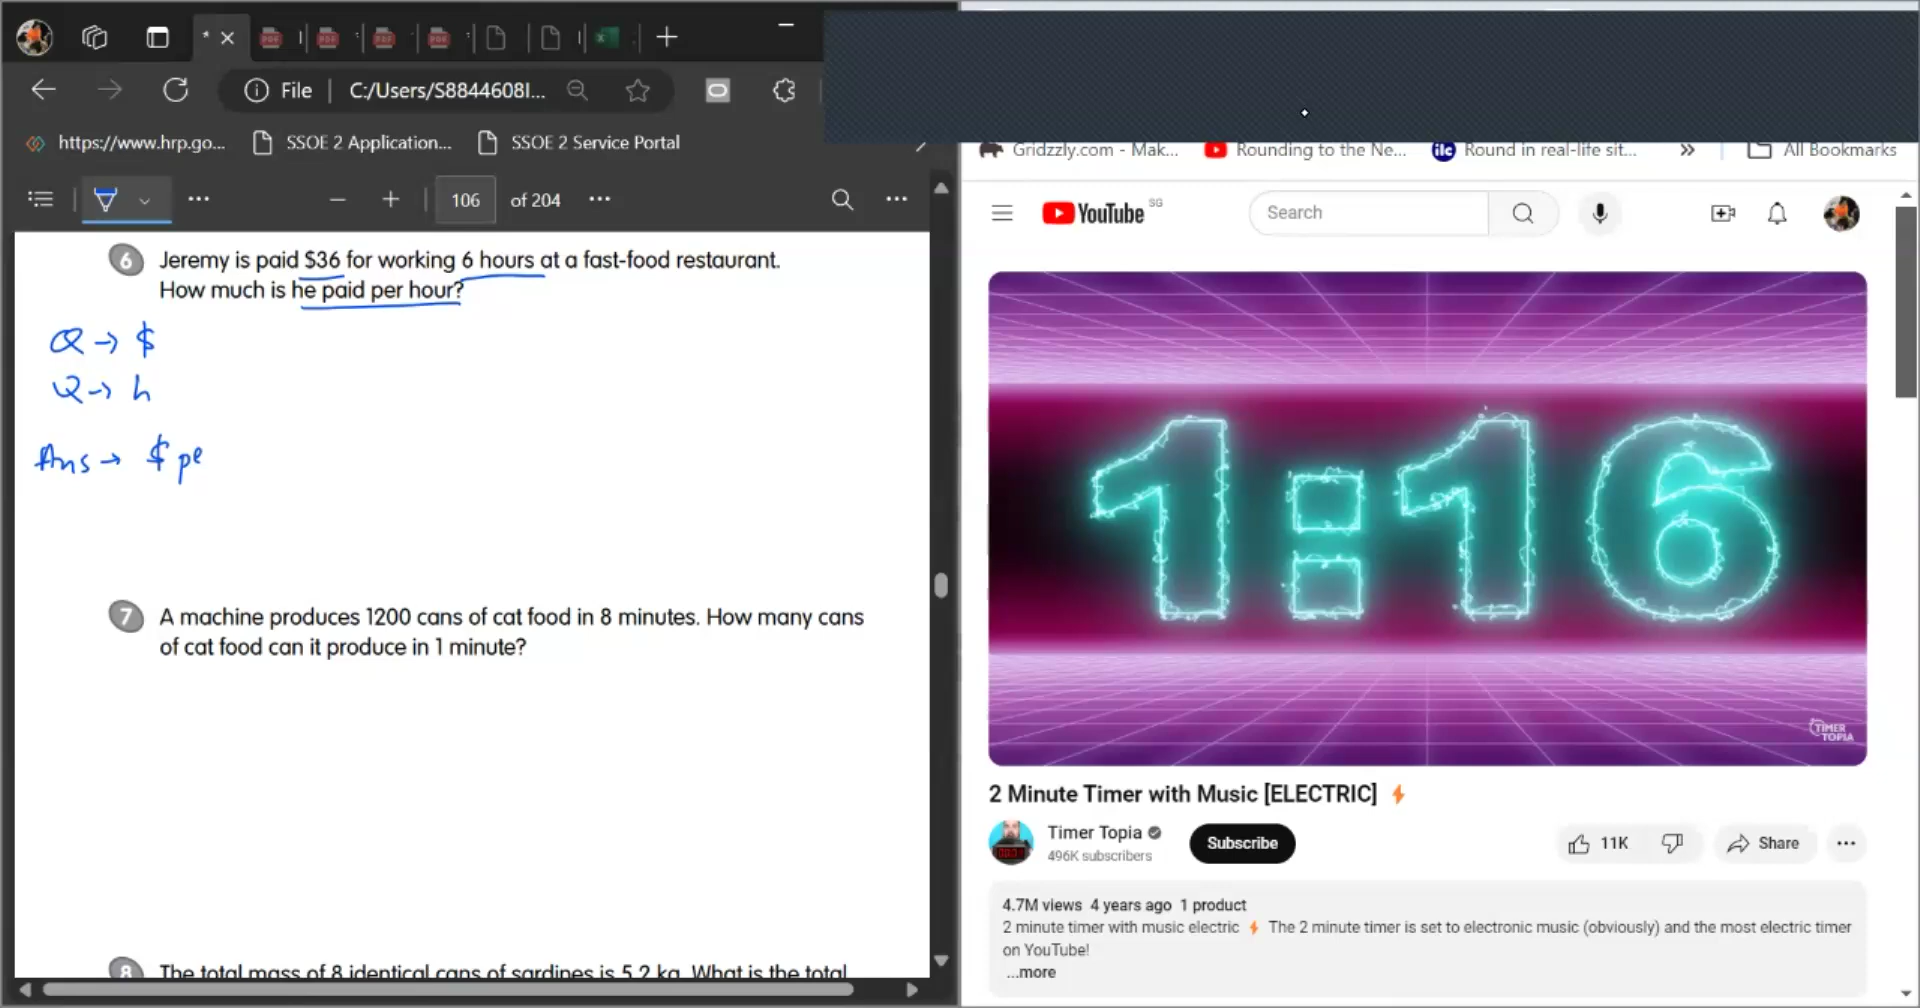 File
C:/Users/S8844608I...
https://www.hrp.go...
SSOE 2 Application...
SSOE 2 Service Portal
106 of 204
6 Jeremy is paid $36 for working 6 hours at a fast-food restaurant.
How much is he paid per hour?
Q → $
Q → h
Ans → $ pe
7 A machine produces 1200 cans of cat food in 8 minutes. How many cans
of cat food can it produce in 1 minute?
8 The total mass of 8 identical cans of sardines is 5.2 kg. What is the total
Gridzzly.com - Mak...
Rounding to the Ne...
ilc
Round in real-life sit...
All Bookmarks
YouTube SG
Search
1:16
TIMER
TOPIA
2 Minute Timer with Music [ELECTRIC]
Timer Topia
496K subscribers
Subscribe
11K
Share
4.7M views 4 years ago 1 product
2 minute timer with music electric ⚡ The 2 minute timer is set to electronic music (obviously) and the most electric timer
on YouTube!
...more